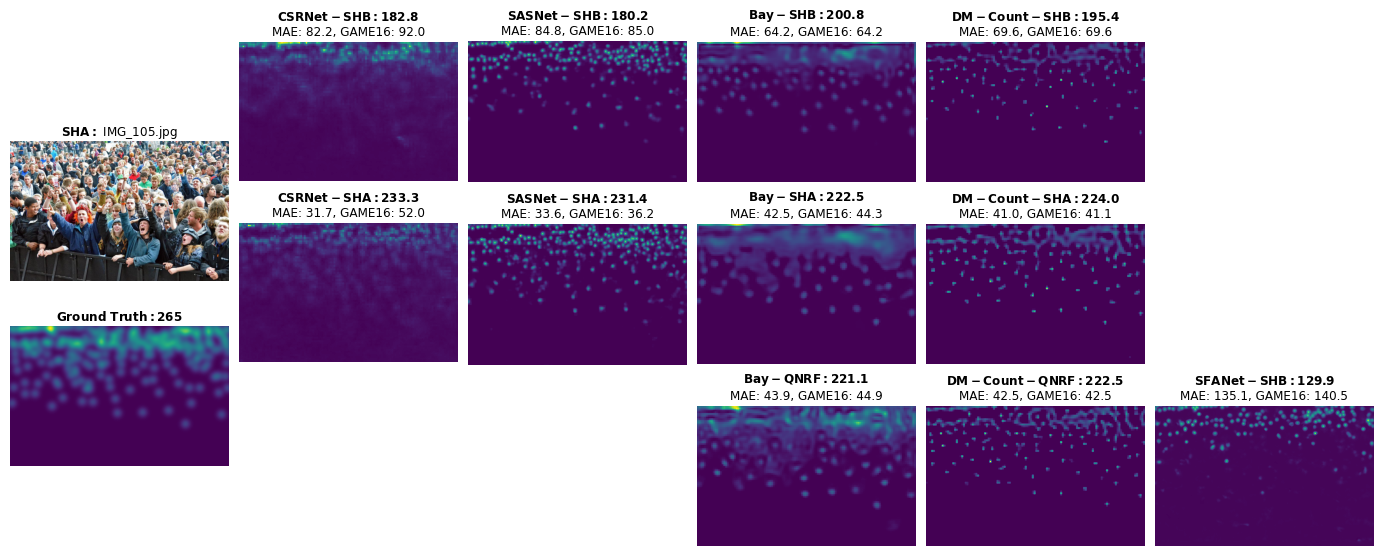 CSRNet − SHB: 182.8
MAE: 82.2, GAME16: 92.0
SASNet − SHB: 180.2
MAE: 84.8, GAME16: 85.0
Bay − SHB: 200.8
MAE: 64.2, GAME16: 64.2
DM − Count − SHB: 195.4
MAE: 69.6, GAME16: 69.6
SHA: IMG_105.jpg
CSRNet − SHA: 233.3
MAE: 31.7, GAME16: 52.0
SASNet − SHA: 231.4
MAE: 33.6, GAME16: 36.2
Bay − SHA: 222.5
MAE: 42.5, GAME16: 44.3
DM − Count − SHA: 224.0
MAE: 41.0, GAME16: 41.1
Ground Truth: 265
Bay − QNRF: 221.1
MAE: 43.9, GAME16: 44.9
DM − Count − QNRF: 222.5
MAE: 42.5, GAME16: 42.5
SFANet − SHB: 129.9
MAE: 135.1, GAME16: 140.5